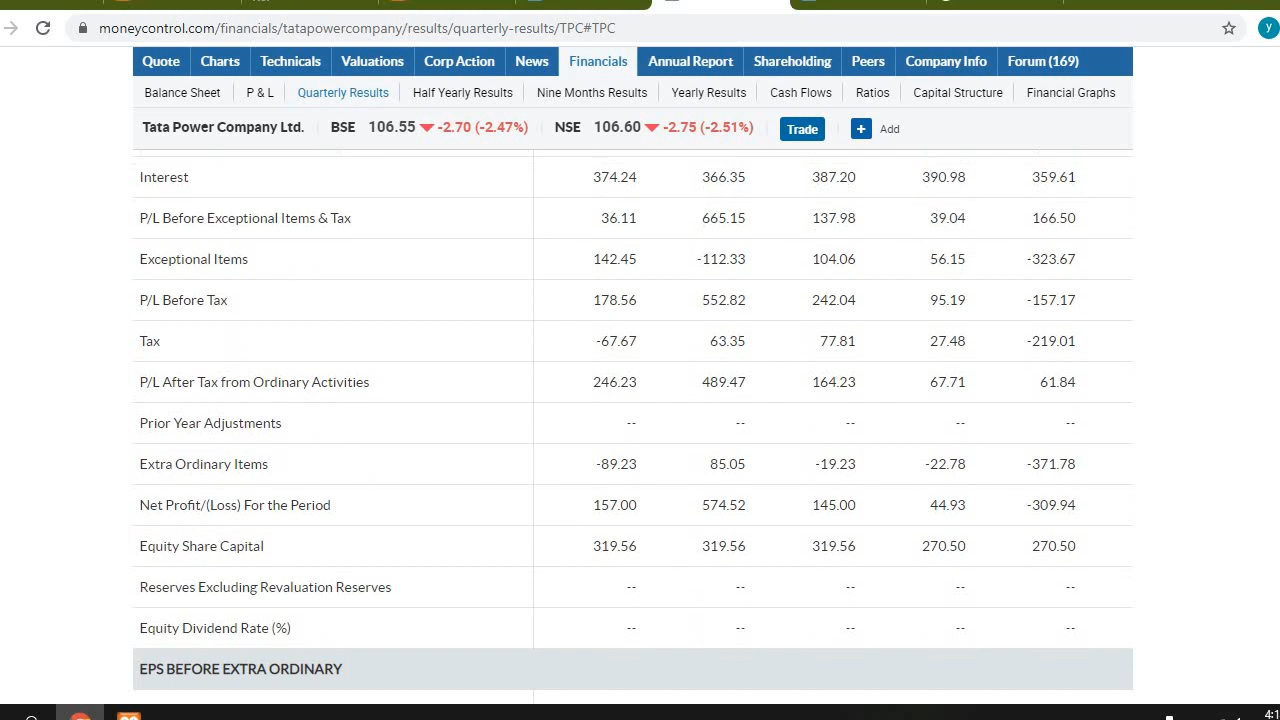 moneycontrol.com/financials/tatapowercompany/results/quarterly-results/TPC#TPC y
Quote Charts Technicals Valuations Corp Action News Financials Annual Report Shareholding Peers Company Info Forum (169)
Balance Sheet P & L Quarterly Results Half Yearly Results Nine Months Results Yearly Results Cash Flows Ratios Capital Structure Financial Graphs
Tata Power Company Ltd. BSE 106.55 -2.70 (-2.47%) NSE 106.60 -2.75 (-2.51%) Trade + Add
Interest 374.24 366.35 387.20 390.98 359.61
P/L Before Exceptional Items & Tax 36.11 665.15 137.98 39.04 166.50
Exceptional Items 142.45 -112.33 104.06 56.15 -323.67
P/L Before Tax 178.56 552.82 242.04 95.19 -157.17
Tax -67.67 63.35 77.81 27.48 -219.01
P/L After Tax from Ordinary Activities 246.23 489.47 164.23 67.71 61.84
Prior Year Adjustments -- -- -- -- --
Extra Ordinary Items -89.23 85.05 -19.23 -22.78 -371.78
Net Profit/(Loss) For the Period 157.00 574.52 145.00 44.93 -309.94
Equity Share Capital 319.56 319.56 319.56 270.50 270.50
Reserves Excluding Revaluation Reserves -- -- -- -- --
Equity Dividend Rate (%) -- -- -- -- --
EPS BEFORE EXTRA ORDINARY